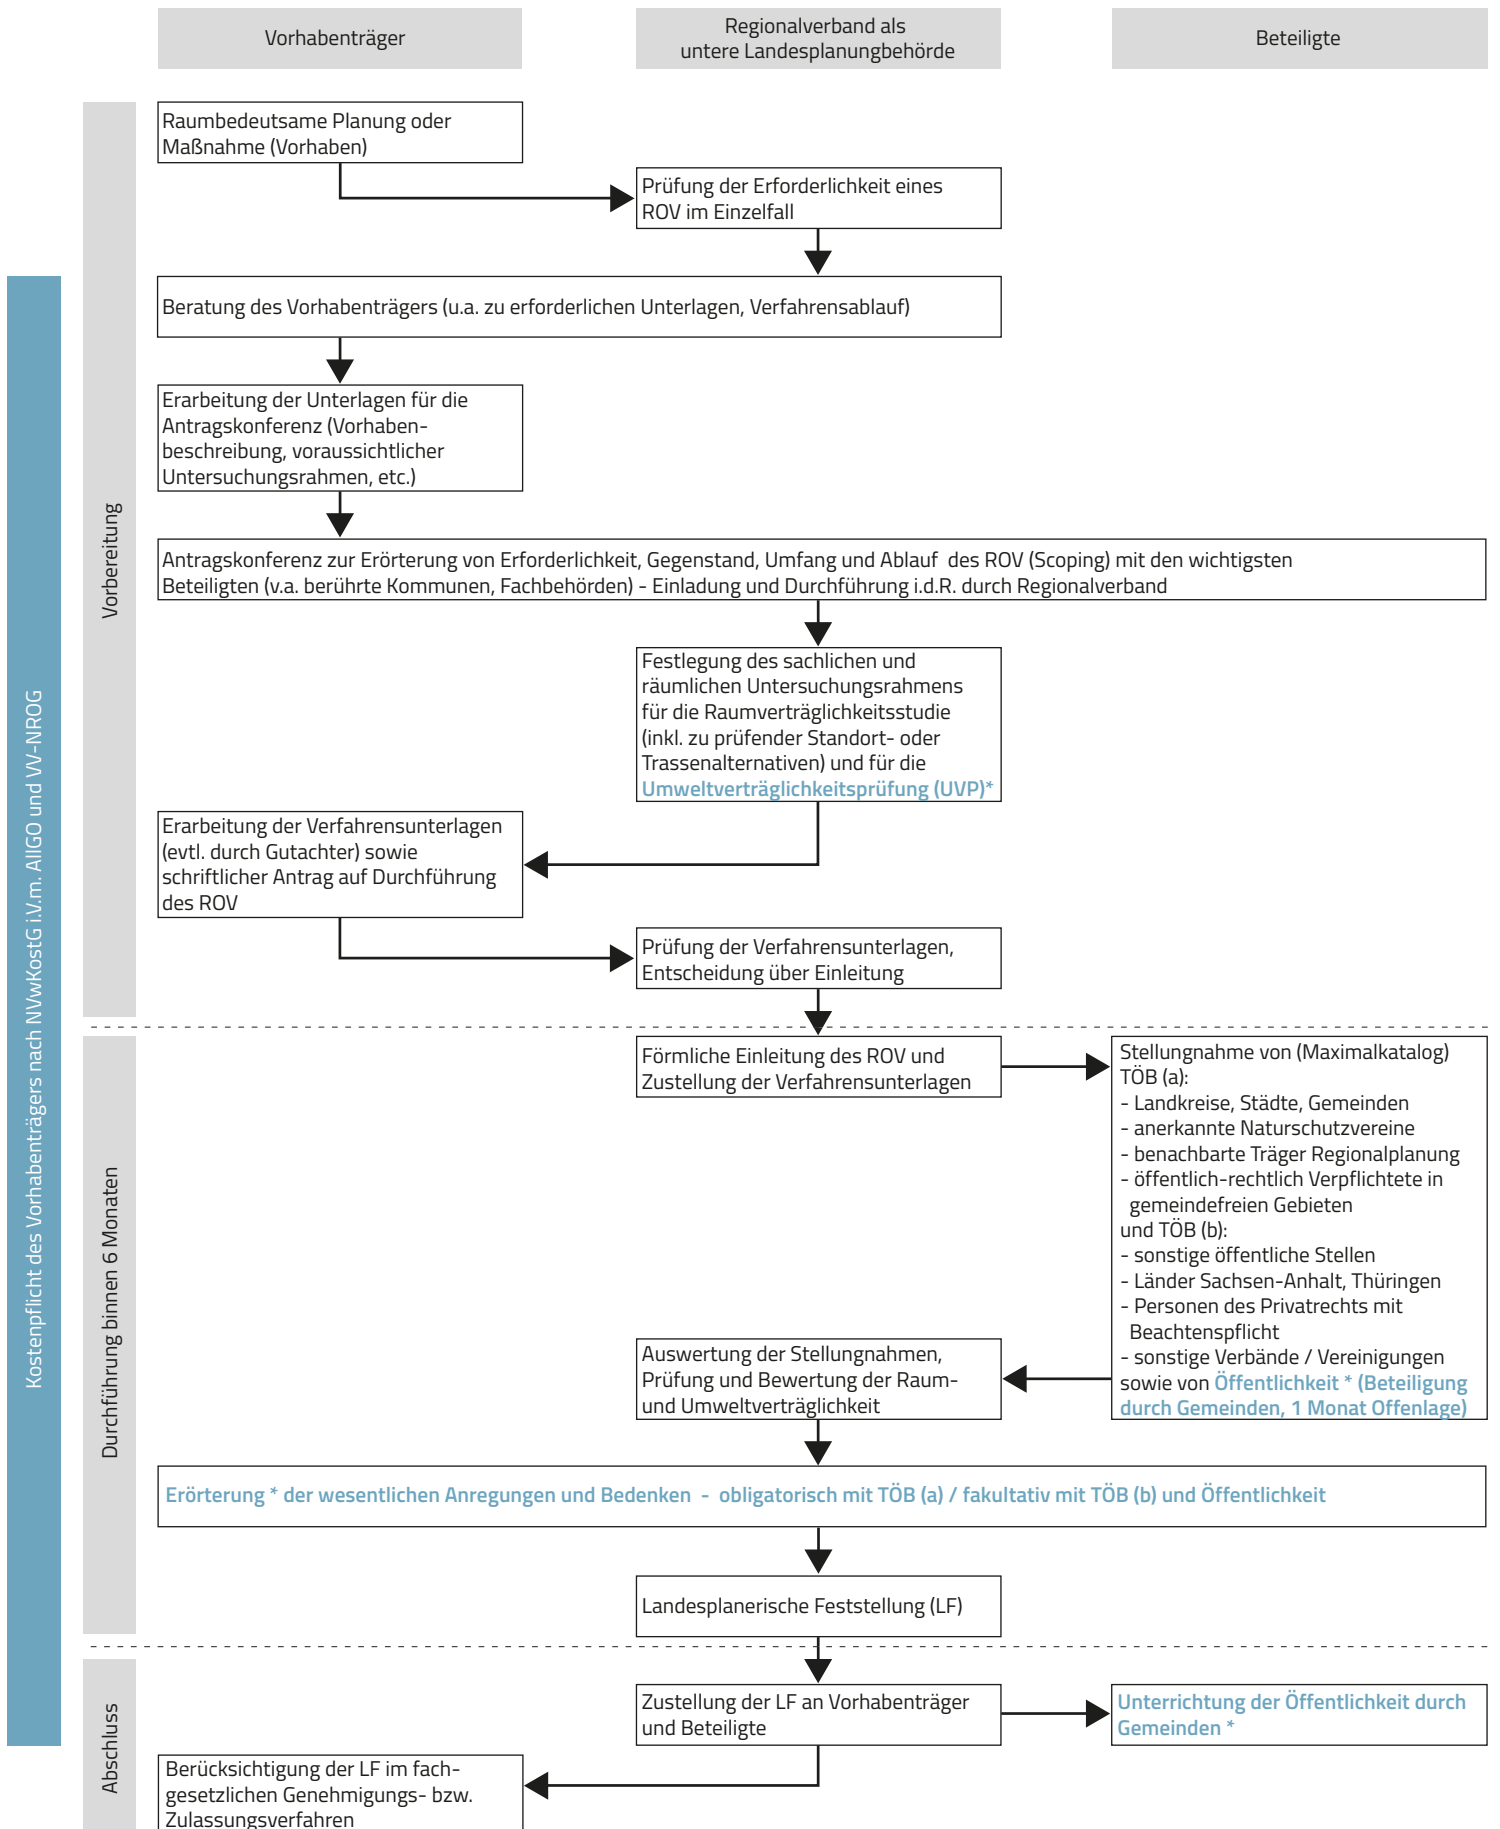 Vorhabenträger
Regionalverband als
untere Landesplanungbehörde
Beteiligte
Kostenpflicht des Vorhabenträgers nach NVwKostG i.V.m. AllGO und VV-NROG
Vorbereitung
Raumbedeutsame Planung oder
Maßnahme (Vorhaben)
Prüfung der Erforderlichkeit eines
ROV im Einzelfall
Beratung des Vorhabenträgers (u.a. zu erforderlichen Unterlagen, Verfahrensablauf)
Erarbeitung der Unterlagen für die
Antragskonferenz (Vorhaben-
beschreibung, voraussichtlicher
Untersuchungsrahmen, etc.)
Antragskonferenz zur Erörterung von Erforderlichkeit, Gegenstand, Umfang und Ablauf des ROV (Scoping) mit den wichtigsten
Beteiligten (v.a. berührte Kommunen, Fachbehörden) - Einladung und Durchführung i.d.R. durch Regionalverband
Festlegung des sachlichen und
räumlichen Untersuchungsrahmens
für die Raumverträglichkeitsstudie
(inkl. zu prüfender Standort- oder
Trassenalternativen) und für die
Umweltverträglichkeitsprüfung (UVP)*
Erarbeitung der Verfahrensunterlagen
(evtl. durch Gutachter) sowie
schriftlicher Antrag auf Durchführung
des ROV
Prüfung der Verfahrensunterlagen,
Entscheidung über Einleitung
Durchführung binnen 6 Monaten
Förmliche Einleitung des ROV und
Zustellung der Verfahrensunterlagen
Stellungnahme von (Maximalkatalog)
TÖB (a):
- Landkreise, Städte, Gemeinden
- anerkannte Naturschutzvereine
- benachbarte Träger Regionalplanung
- öffentlich-rechtlich Verpflichtete in
gemeindefreien Gebieten
und TÖB (b):
- sonstige öffentliche Stellen
- Länder Sachsen-Anhalt, Thüringen
- Personen des Privatrechts mit
Beachtenspflicht
- sonstige Verbände / Vereinigungen
sowie von Öffentlichkeit * (Beteiligung
durch Gemeinden, 1 Monat Offenlage)
Auswertung der Stellungnahmen,
Prüfung und Bewertung der Raum-
und Umweltverträglichkeit
Erörterung * der wesentlichen Anregungen und Bedenken - obligatorisch mit TÖB (a) / fakultativ mit TÖB (b) und Öffentlichkeit
Landesplanerische Feststellung (LF)
Abschluss
Zustellung der LF an Vorhabenträger
und Beteiligte
Unterrichtung der Öffentlichkeit durch
Gemeinden *
Berücksichtigung der LF im fach-
gesetzlichen Genehmigungs- bzw.
Zulassungsverfahren